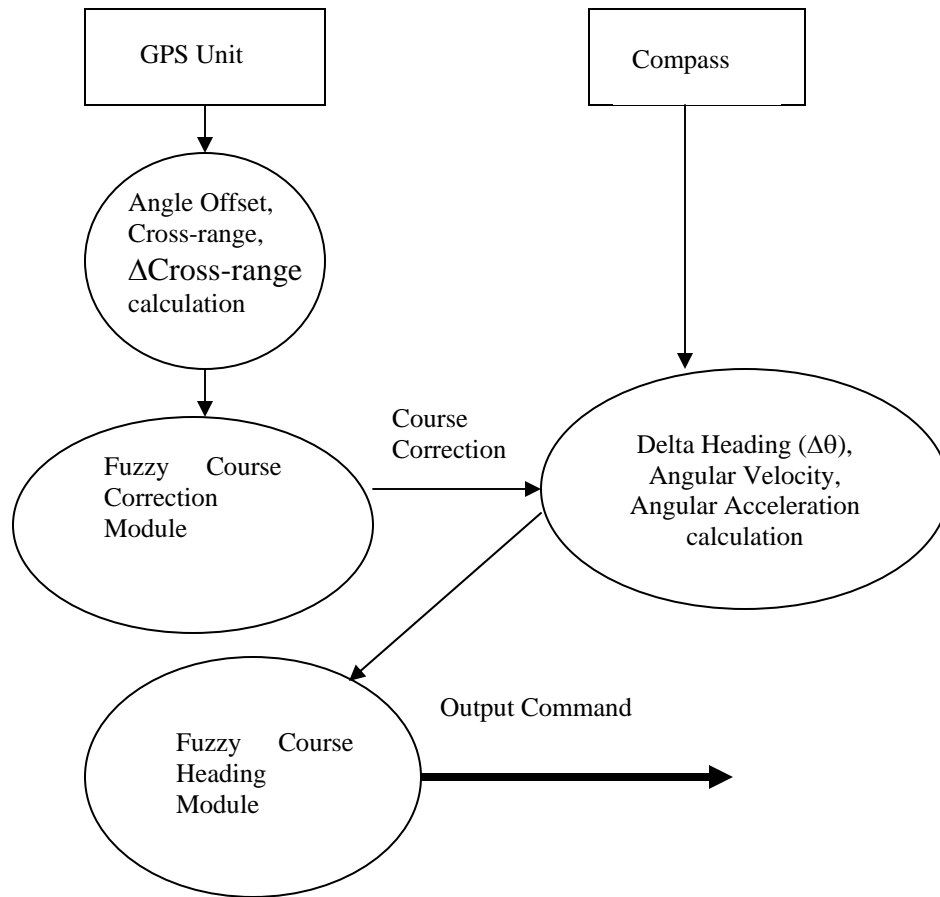 GPS Unit
Compass
Angle Offset,
Cross-range,
ΔCross-range
calculation
Course
Correction
Fuzzy Course
Correction
Module
Delta Heading (Δθ),
Angular Velocity,
Angular Acceleration
calculation
Output Command
Fuzzy Course
Heading
Module